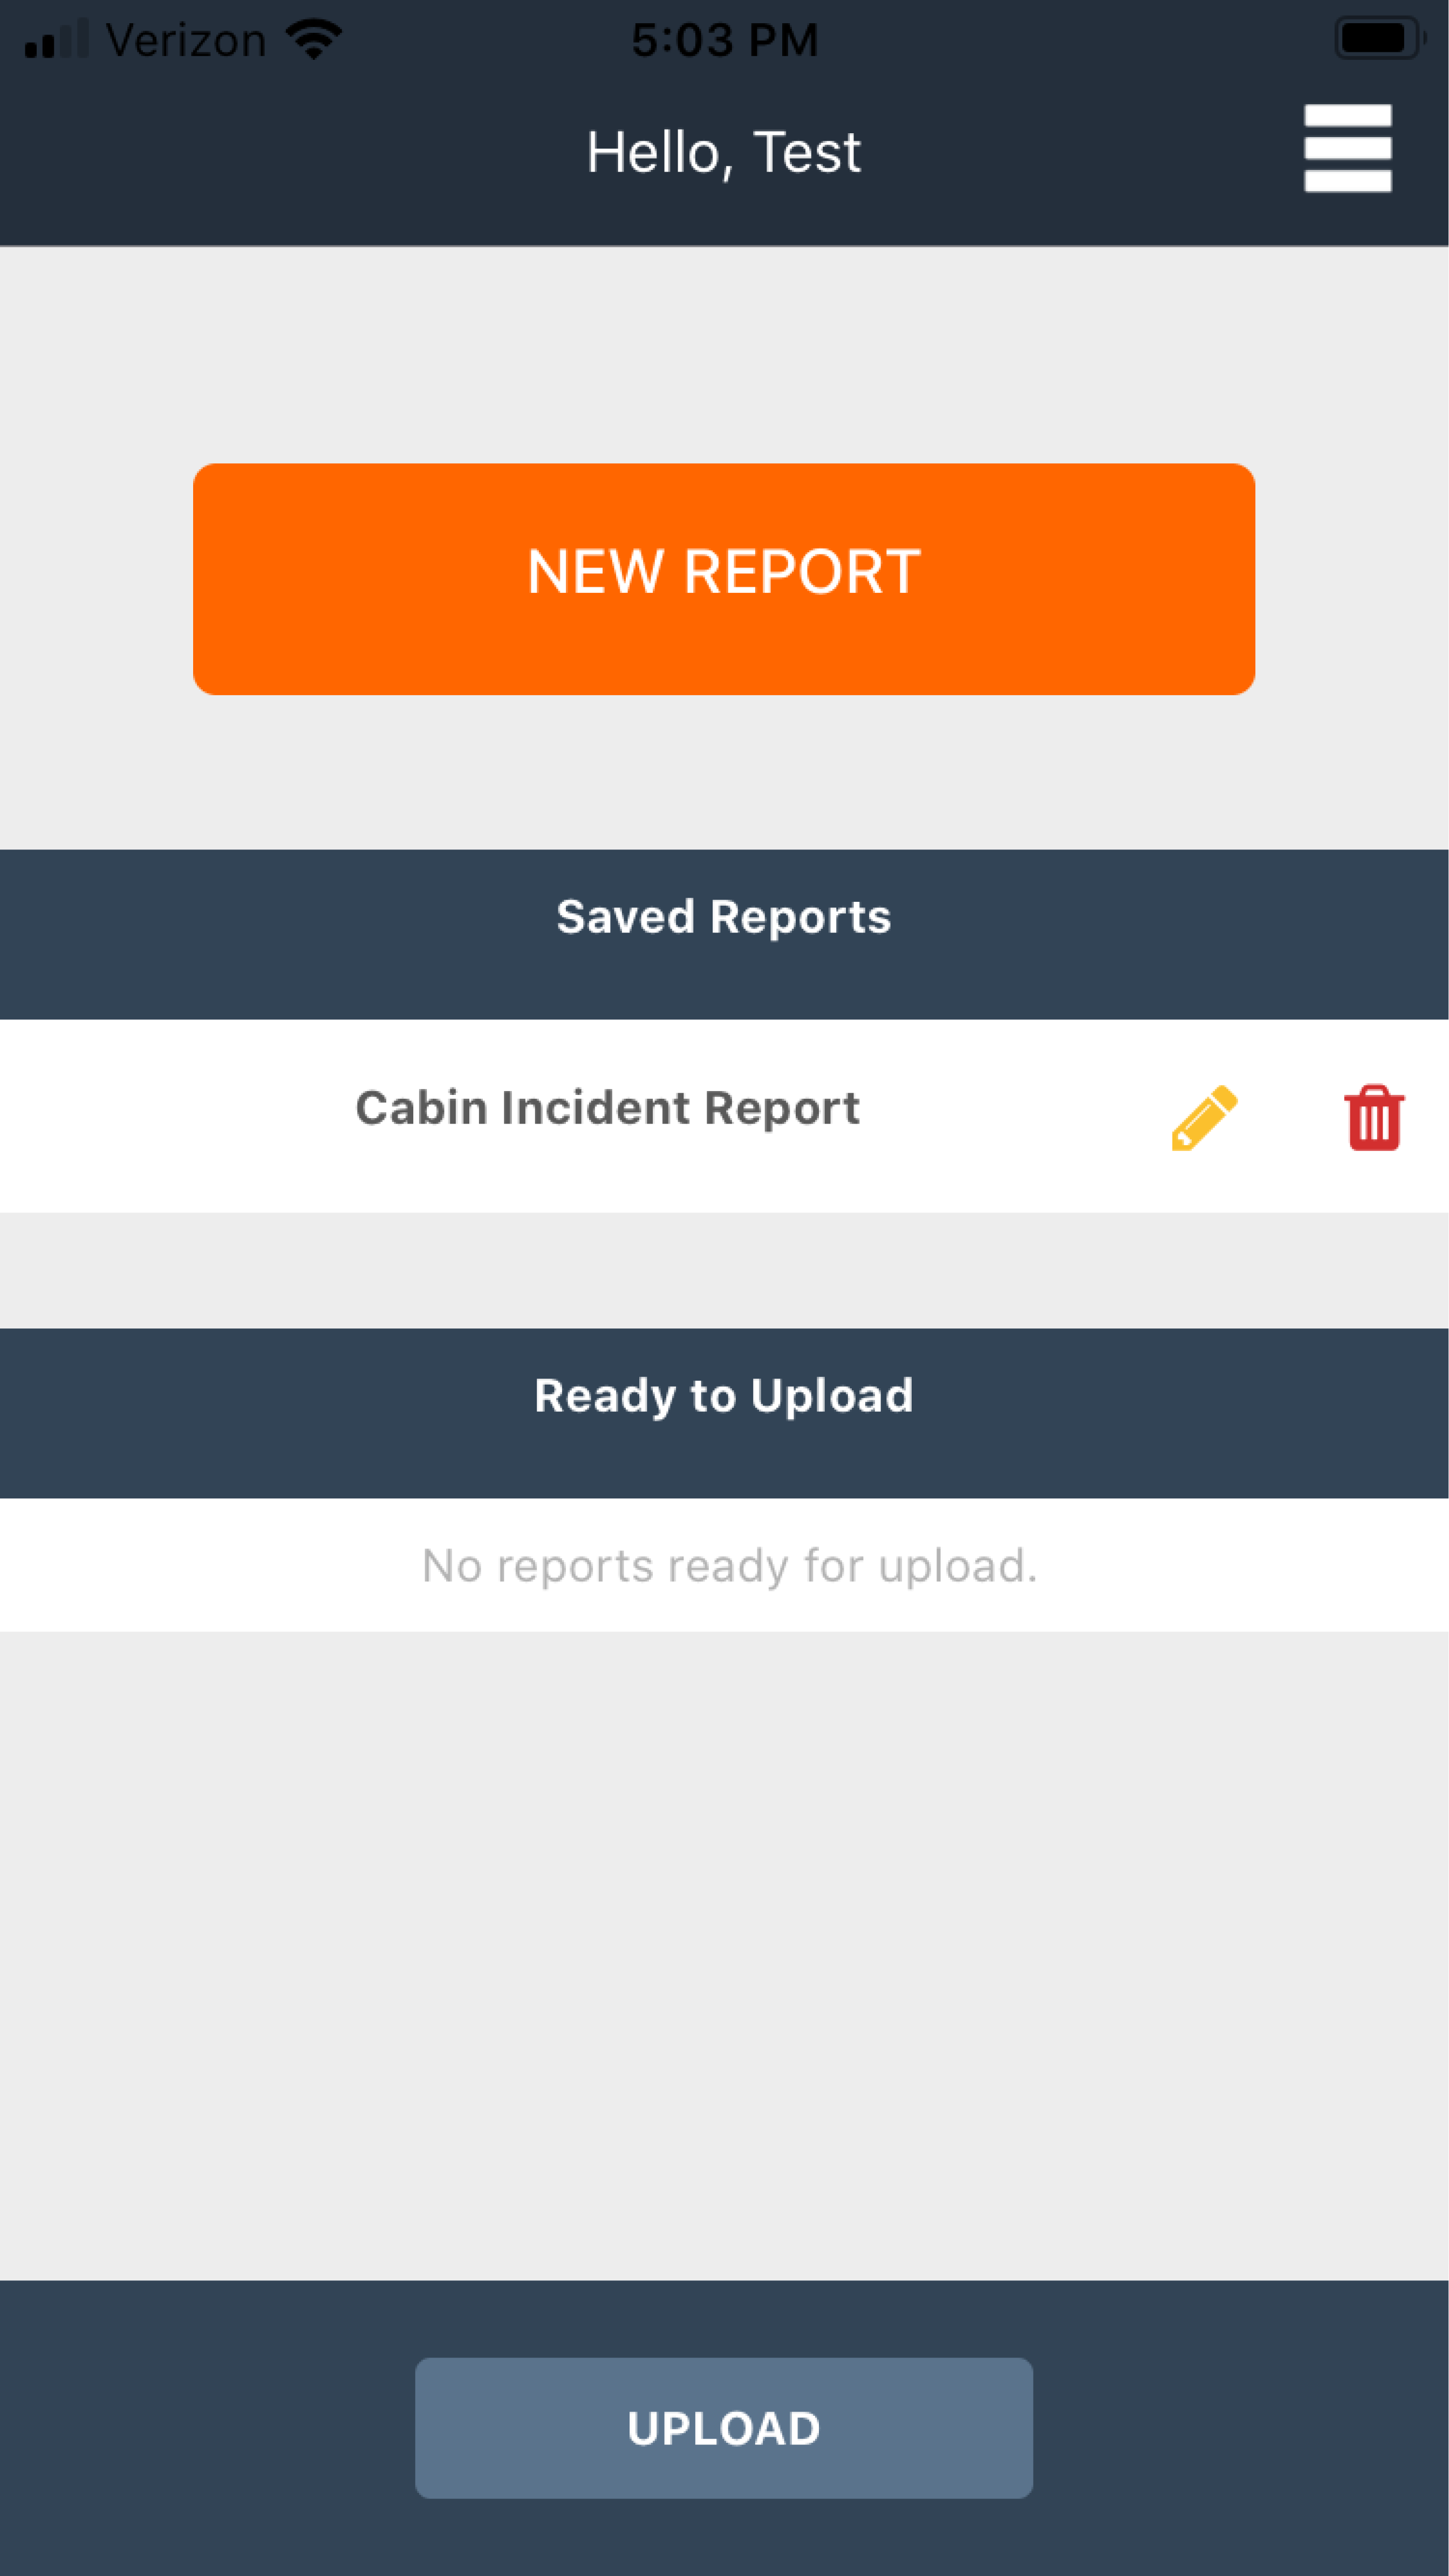 Verizon 5:03 PM
Hello, Test
NEW REPORT
Saved Reports
Cabin Incident Report
Ready to Upload
No reports ready for upload.
UPLOAD